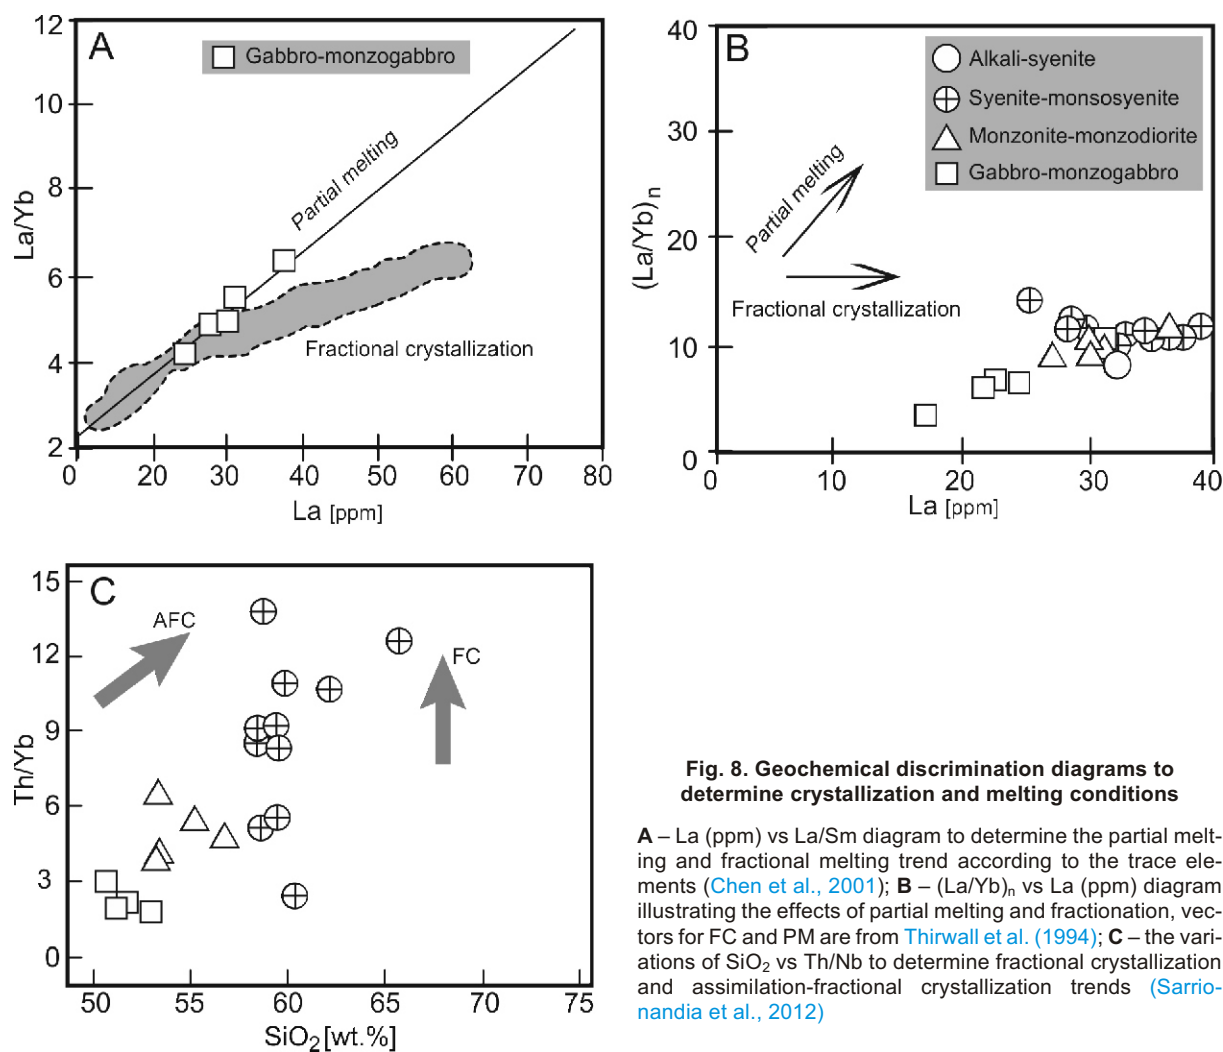 A
Gabbro-monzogabbro
12
10
8
6
4
2
La/Yb
Partial melting
Fractional crystallization
0 20 30 40 50 60 70 80
La [ppm]
B
Alkali-syenite
Syenite-monsosyenite
Monzonite-monzodiorite
Gabbro-monzogabbro
40
30
20
10
0
(La/Yb)n
Partial melting
Fractional crystallization
0 10 20 30 40
La [ppm]
C
15
12
9
6
3
0
Th/Yb
AFC
FC
50 55 60 65 70 75
SiO2 [wt.%]
Fig. 8. Geochemical discrimination diagrams to
determine crystallization and melting conditions
A – La (ppm) vs La/Sm diagram to determine the partial melt-
ing and fractional melting trend according to the trace ele-
ments (Chen et al., 2001); B – (La/Yb)n vs La (ppm) diagram
illustrating the effects of partial melting and fractionation, vec-
tors for FC and PM are from Thirwall et al. (1994); C – the vari-
ations of SiO2 vs Th/Nb to determine fractional crystallization
and assimilation-fractional crystallization trends (Sarrio-
nandia et al., 2012)